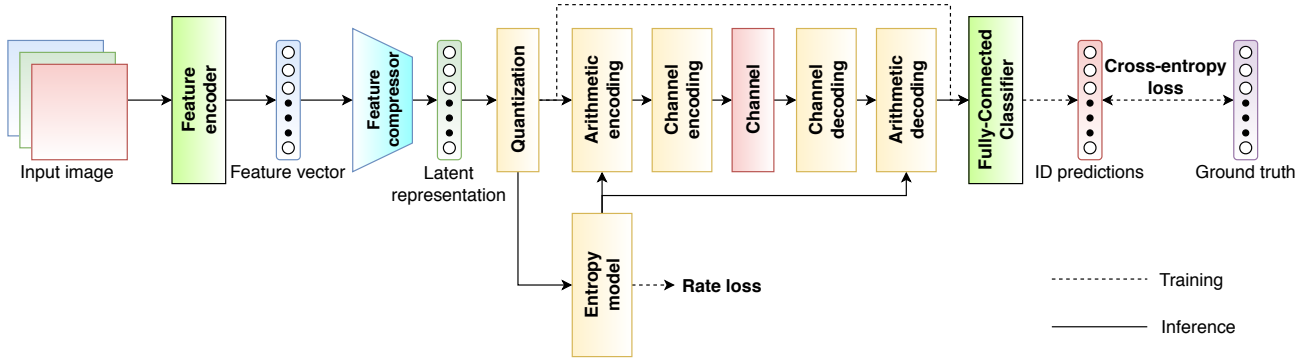 Input image
Feature
encoder
Feature vector
Feature
compressor
Latent
representation
Quantization
Arithmetic
encoding
Channel
encoding
Channel
Channel
decoding
Arithmetic
decoding
Fully-Connected
Classifier
ID predictions
Cross-entropy
loss
Ground truth
Entropy
model
Rate loss
Training
Inference